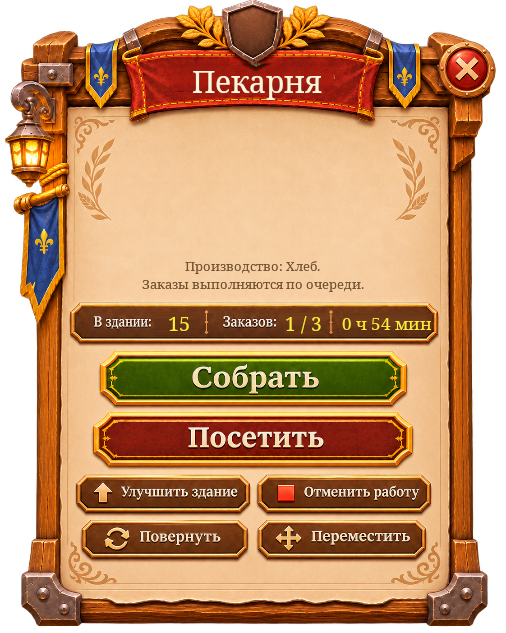 Пекарня
Производство: Хлеб.
Заказы выполняются по очереди.
В здании: 15 Заказов: 1 / 3 0 ч 54 мин
Собрать
Посетить
Улучшить здание Отменить работу
Повернуть Переместить